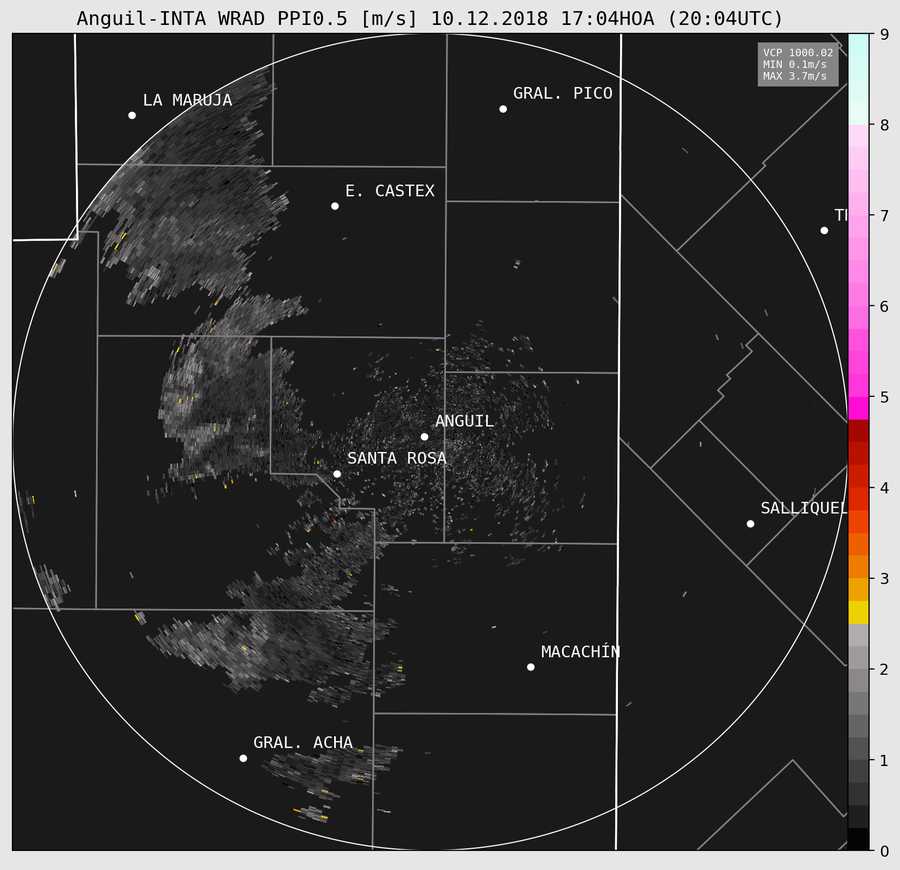 Anguil-INTA WRAD PPI0.5 [m/s] 10.12.2018 17:04HOA (20:04UTC)
VCP 1000.02
MIN 0.1m/s
MAX 3.7m/s
LA MARUJA
GRAL. PICO
E. CASTEX
ANGUIL
SANTA ROSA
SALLIQUEL
MACACHÍN
GRAL. ACHA
9
8
7
6
5
4
3
2
1
0